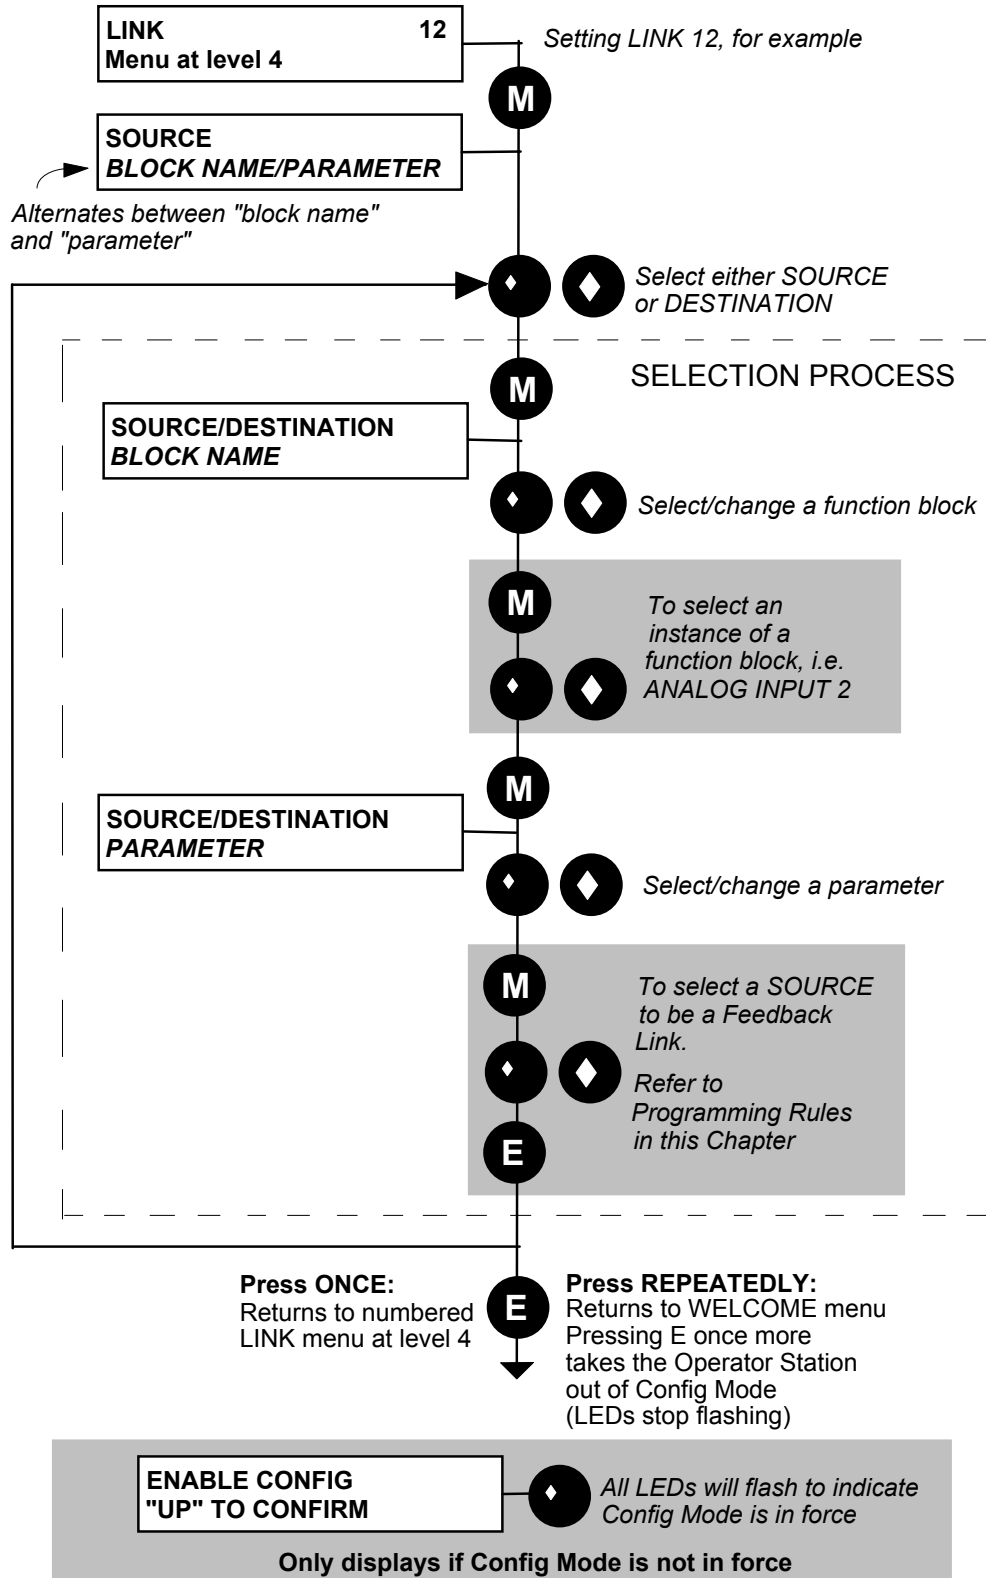 LINK 12
Menu at level 4
Setting LINK 12, for example
M
SOURCE
BLOCK NAME/PARAMETER
Alternates between "block name"
and "parameter"
Select either SOURCE
or DESTINATION
SELECTION PROCESS
M
SOURCE/DESTINATION
BLOCK NAME
Select/change a function block
M
To select an
instance of a
function block, i.e.
ANALOG INPUT 2
M
SOURCE/DESTINATION
PARAMETER
Select/change a parameter
M
To select a SOURCE
to be a Feedback
Link.
Refer to
Programming Rules
in this Chapter
E
Press ONCE:
Returns to numbered
LINK menu at level 4
E
Press REPEATEDLY:
Returns to WELCOME menu
Pressing E once more
takes the Operator Station
out of Config Mode
(LEDs stop flashing)
ENABLE CONFIG
"UP" TO CONFIRM
All LEDs will flash to indicate
Config Mode is in force
Only displays if Config Mode is not in force